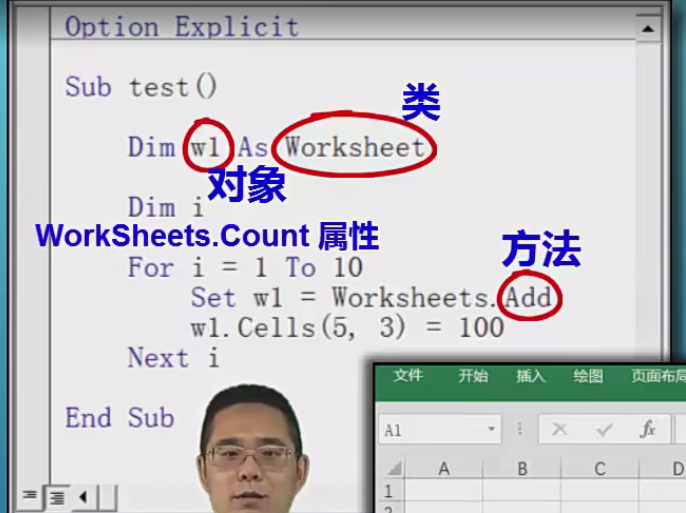 Option Explicit
Sub test()
类
Dim w1 As Worksheet
对象
Dim i
WorkSheets.Count 属性
方法
For i = 1 To 10
Set w1 = Worksheets.Add
w1.Cells(5, 3) = 100
Next i
End Sub
文件 开始 插入 绘图 页面布局
A1 fx
A B C D
1
2